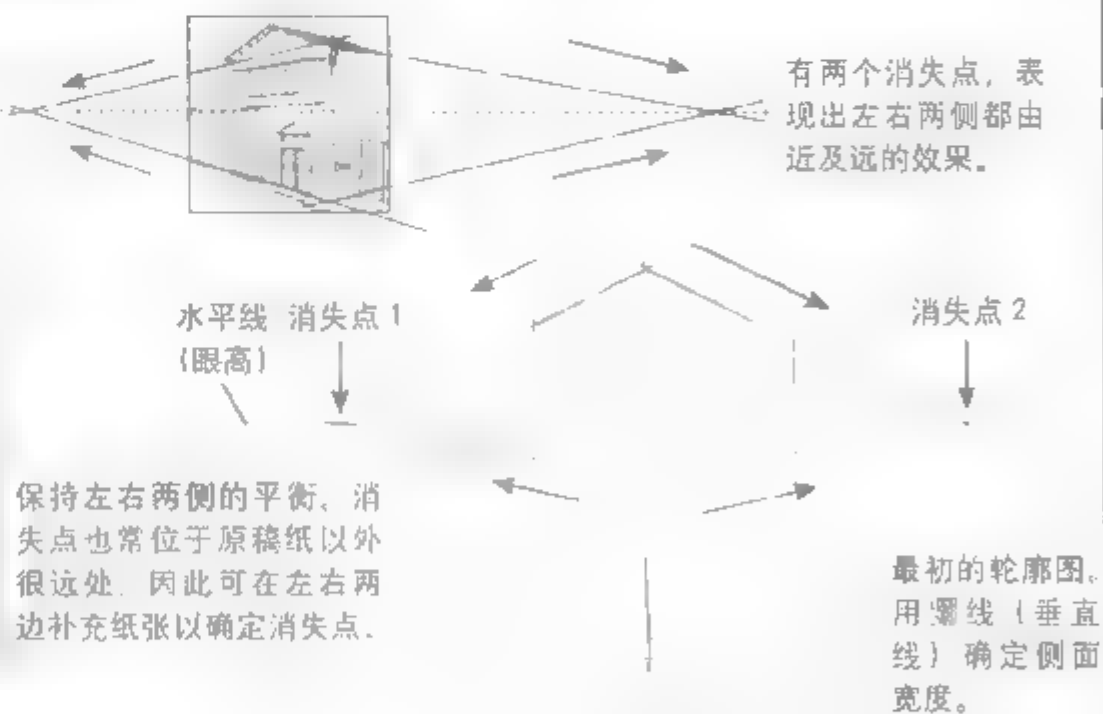 有两个消失点，表
现出左右两侧都由
近及远的效果。
水平线 消失点1
（眼高）
消失点2
保持左右两侧的平衡、消
失点也常位于原稿纸以外
很远处 因此可在左右两
边补充纸张以确定消失点.
最初的轮廓图。
用线（垂直
线）确定侧面
宽度。